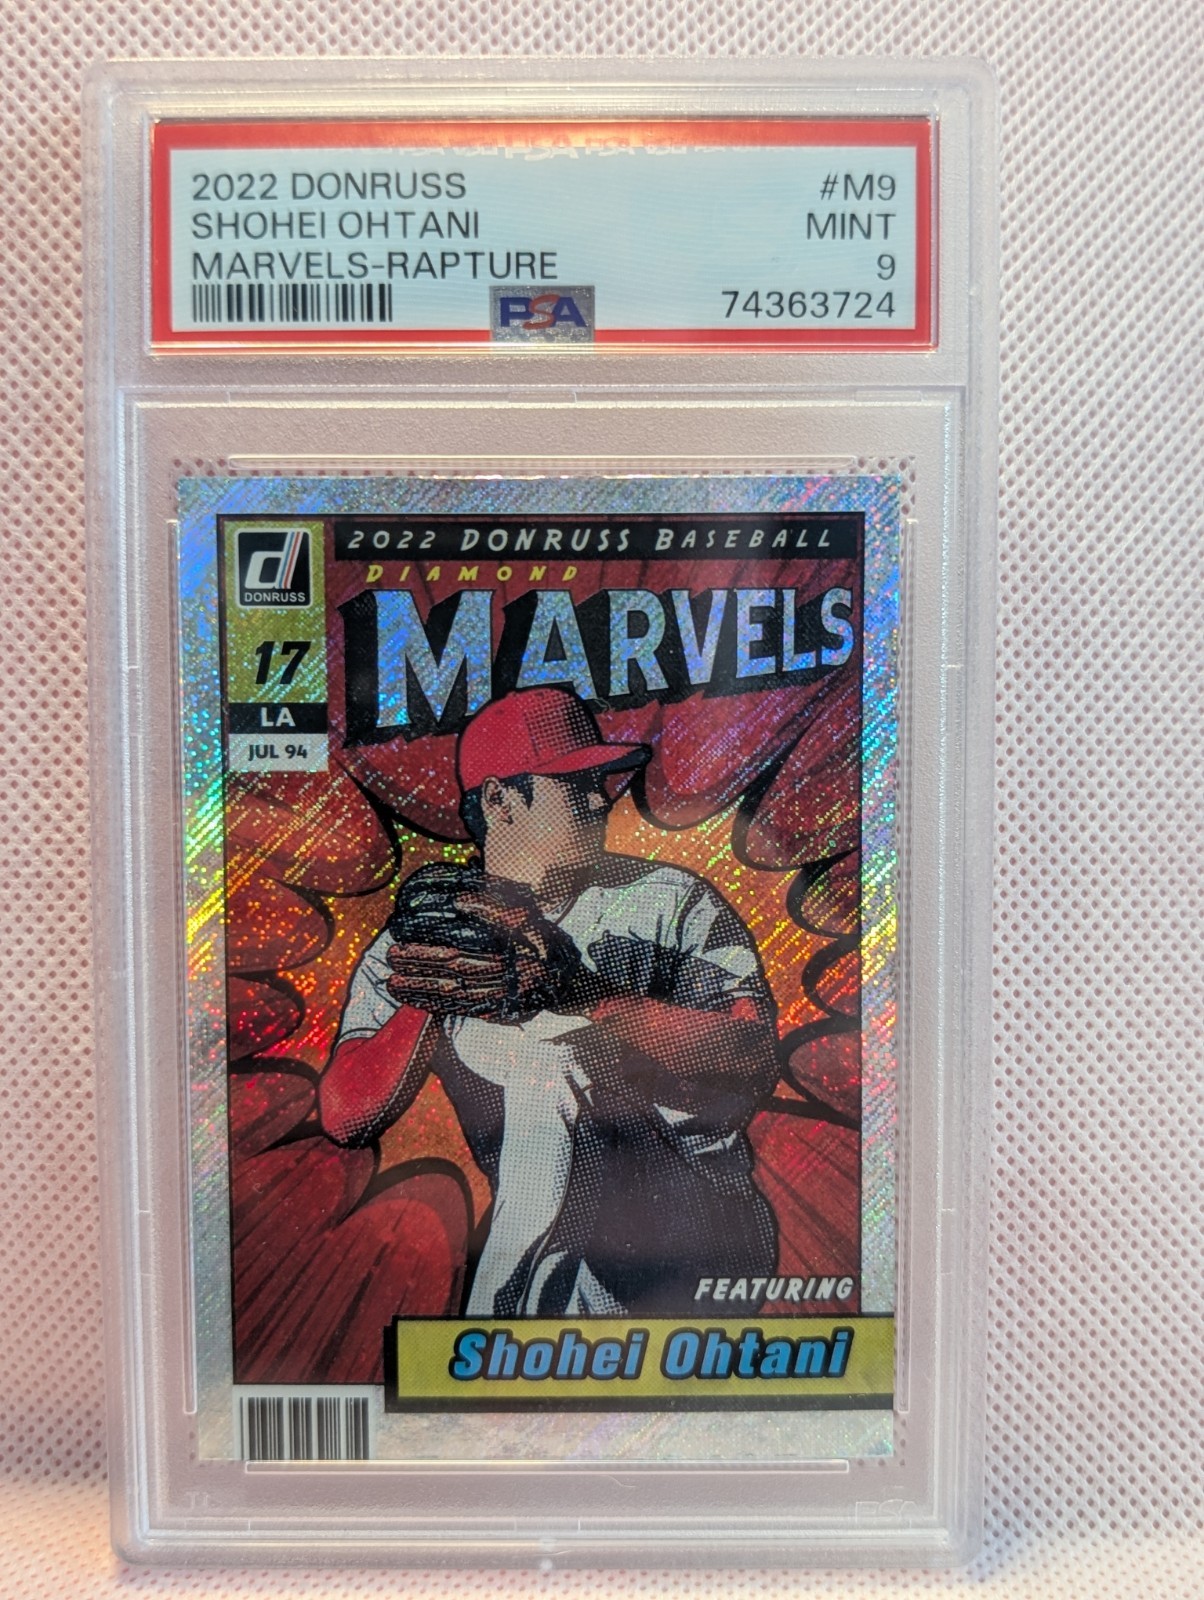 2022 DONRUSS #M9
SHOHEI OHTANI MINT
MARVELS-RAPTURE 9
PSA 74363724
2022 DONRUSS BASEBALL
DIAMOND
MARVELS
d
DONRUSS
17
LA
JUL 94
FEATURING
Shohei Ohtani
PSA